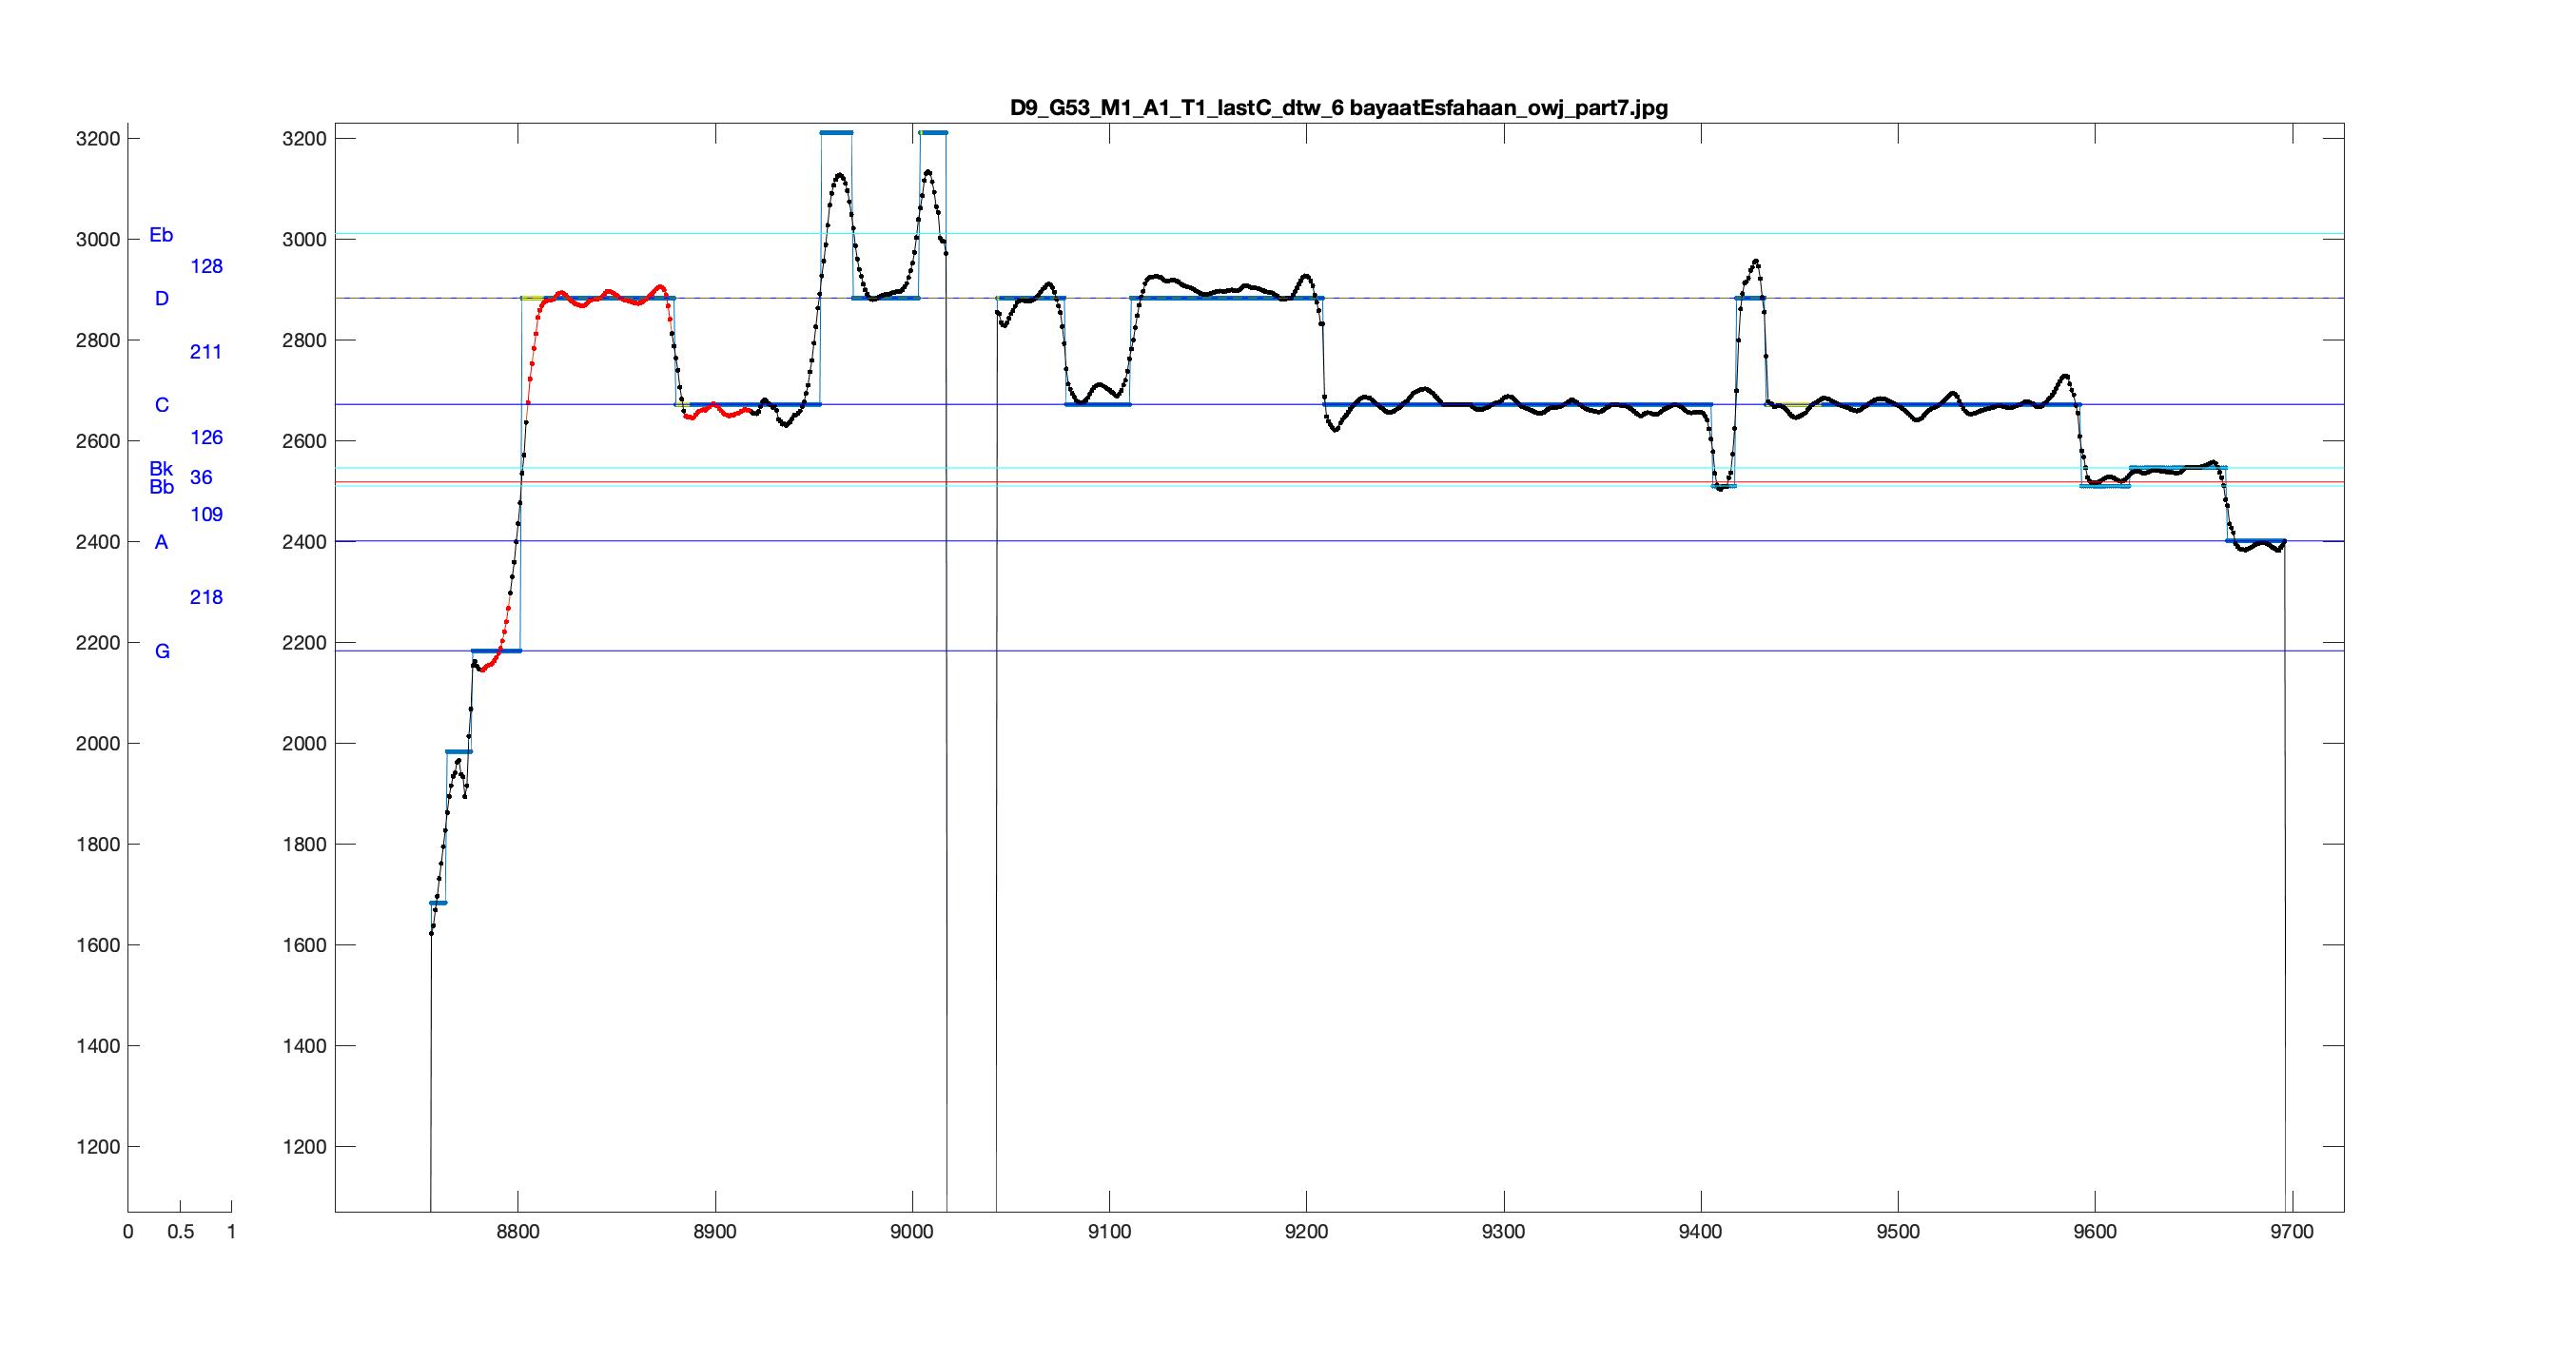 D9_G53_M1_A1_T1_lastC_dtw_6 bayaatEsfahaan_owj_part7.jpg
3200 3200
3000 Eb 3000
128
2800 D 2800
211
2600 C 2600
126
Bk 36
Bb
109
2400 A 2400
218
2200 G 2200
2000 2000
1800 1800
1600 1600
1400 1400
1200 1200
0 0.5 1 8800 8900 9000 9100 9200 9300 9400 9500 9600 9700